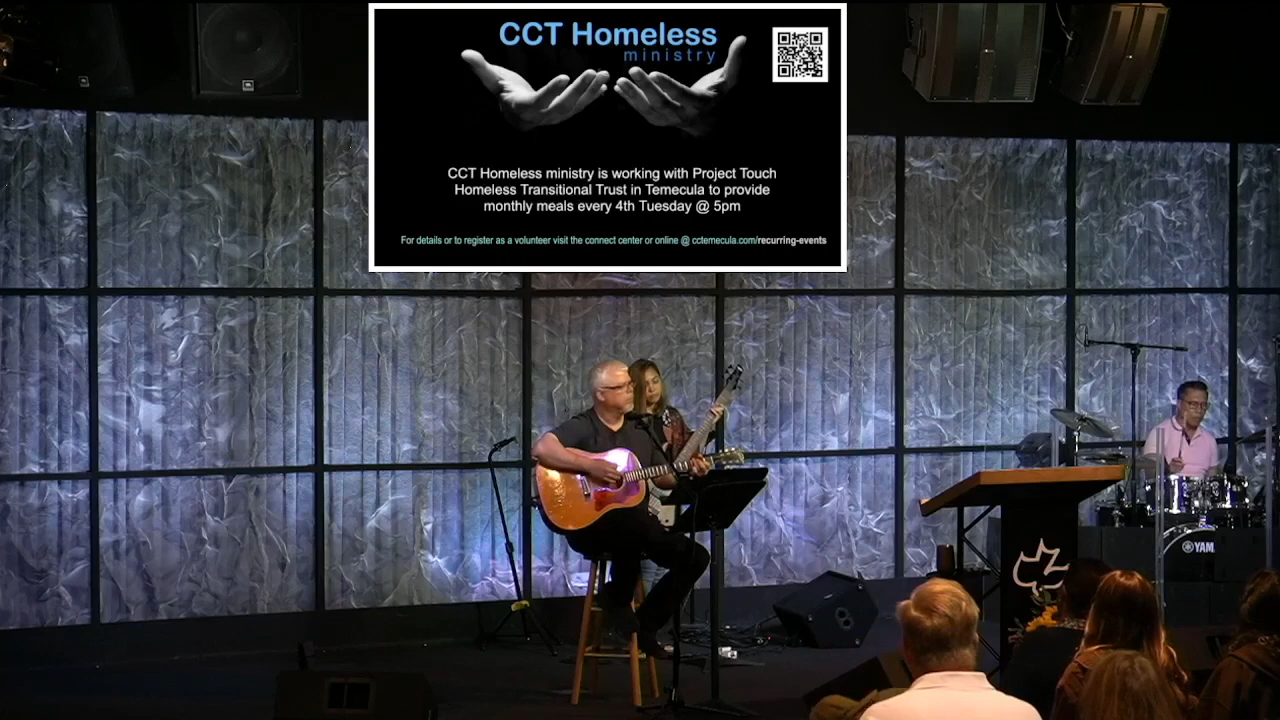 CCT Homeless
ministry
CCT Homeless ministry is working with Project Touch
Homeless Transitional Trust in Temecula to provide
monthly meals every 4th Tuesday @ 5pm
For details or to register as a volunteer visit the connect center or online @ cctemecula.com/recurring-events
YAM